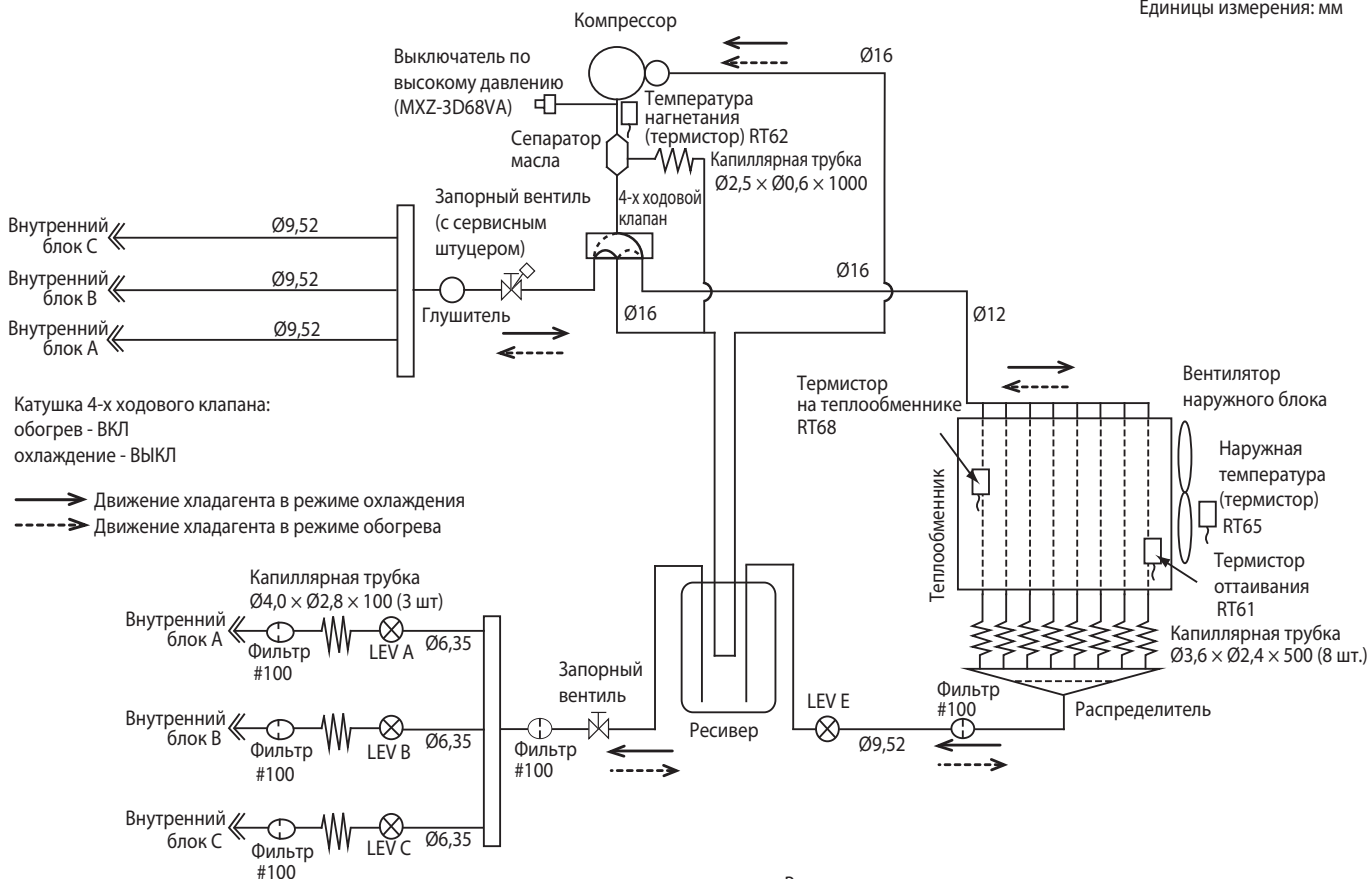 Единицы измерения: мм
Компрессор
Выключатель по
высокому давлению
(MXZ-3D68VA)
Ø16
Температура
нагнетания
(термистор) RT62
Сепаратор
масла
Капиллярная трубка
Ø2,5 × Ø0,6 × 1000
Запорный вентиль
(с сервисным
штуцером)
4-х ходовой
клапан
Внутренний
блок C
Ø9,52
Внутренний
блок B
Ø9,52
Внутренний
блок A
Ø9,52
Глушитель
Ø16
Ø16
Ø12
Катушка 4-х ходового клапана:
обогрев - ВКЛ
охлаждение - ВЫКЛ
Движение хладагента в режиме охлаждения
Движение хладагента в режиме обогрева
Термистор
на теплообменнике
RT68
Вентилятор
наружного блока
Наружная
температура
(термистор)
RT65
Теплообменник
Термистор
оттаивания
RT61
Капиллярная трубка
Ø3,6 × Ø2,4 × 500 (8 шт.)
Распределитель
Капиллярная трубка
Ø4,0 × Ø2,8 × 100 (3 шт)
Внутренний
блок A
Фильтр
#100
LEV A
Ø6,35
Внутренний
блок B
Фильтр
#100
LEV B
Ø6,35
Внутренний
блок C
Фильтр
#100
LEV C
Ø6,35
Запорный
вентиль
Фильтр
#100
Ресивер
LEV E
Ø9,52
Фильтр
#100